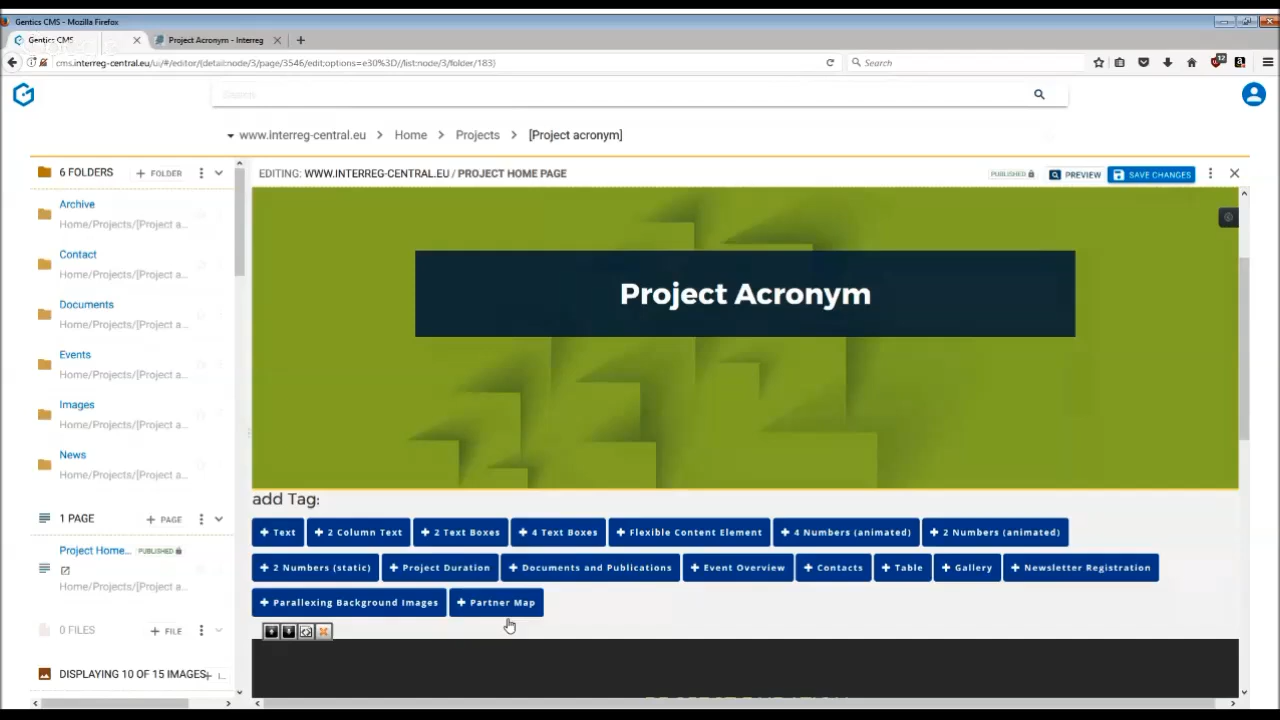 Gentics CMS - Mozilla Firefox
Gentics CMS
Project Acronym - Interreg
cms.interreg-central.eu/ui/#/editor/(detail:node/3/page/3546/edit;options=e30%3D//list:node/3/folder/183)
Search
12
Search
www.interreg-central.eu > Home > Projects > [Project acronym]
6 FOLDERS
+ FOLDER
EDITING: WWW.INTERREG-CENTRAL.EU / PROJECT HOME PAGE
PUBLISHED
PREVIEW
SAVE CHANGES
Archive
Home/Projects/[Project a...
Contact
Home/Projects/[Project a...
Documents
Home/Projects/[Project a...
Events
Home/Projects/[Project a...
Images
Home/Projects/[Project a...
News
Home/Projects/[Project a...
1 PAGE
+ PAGE
Project Home...
PUBLISHED
Home/Projects/[Project a...
0 FILES
+ FILE
DISPLAYING 10 OF 15 IMAGES
+ I...
Project Acronym
add Tag:
+ Text
+ 2 Column Text
+ 2 Text Boxes
+ 4 Text Boxes
+ Flexible Content Element
+ 4 Numbers (animated)
+ 2 Numbers (animated)
+ 2 Numbers (static)
+ Project Duration
+ Documents and Publications
+ Event Overview
+ Contacts
+ Table
+ Gallery
+ Newsletter Registration
+ Parallexing Background Images
+ Partner Map